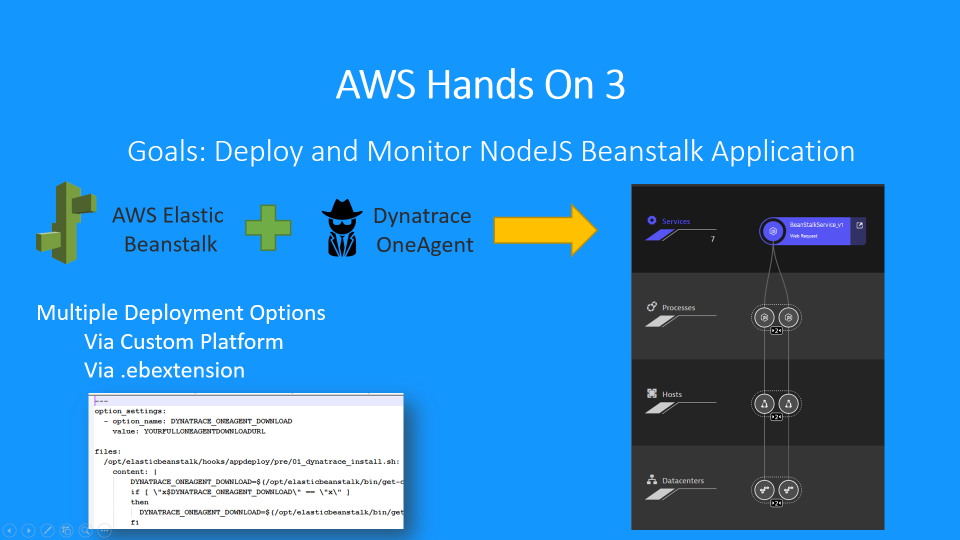 AWS Hands On 3
Goals: Deploy and Monitor NodeJS Beanstalk Application
AWS Elastic
Beanstalk
Dynatrace
OneAgent
Multiple Deployment Options
Via Custom Platform
Via .ebextension
---
option_settings:
- option_name: DYNATRACE_ONEAGENT_DOWNLOAD
value: YOURFULLONEAGENTDOWNLOADURL
files:
/opt/elasticbeanstalk/hooks/appdeploy/pre/01_dynatrace_install.sh:
content: |
DYNATRACE_ONEAGENT_DOWNLOAD=$(/opt/elasticbeanstalk/bin/get-c
if [ \"x$DYNATRACE_ONEAGENT_DOWNLOAD\" == \"x\" ]
then
DYNATRACE_ONEAGENT_DOWNLOAD=$(/opt/elasticbeanstalk/bin/get
fi
Services
7
BeanStalkService_V1
Web Request
Processes
2
Hosts
2
Datacenters
2